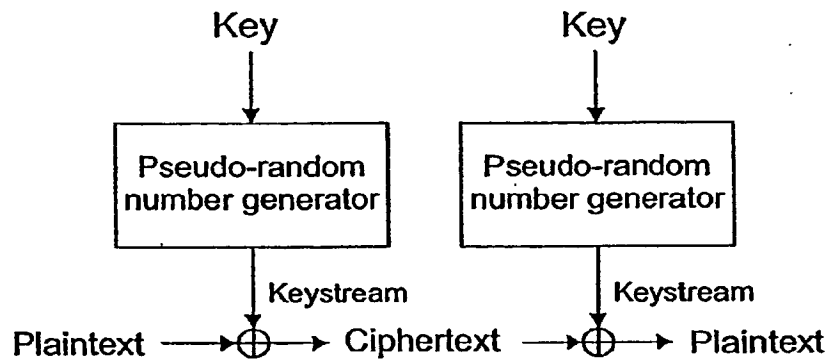 Key Key
Pseudo-random number generator
Pseudo-random number generator
Keystream Keystream
Plaintext Ciphertext Plaintext